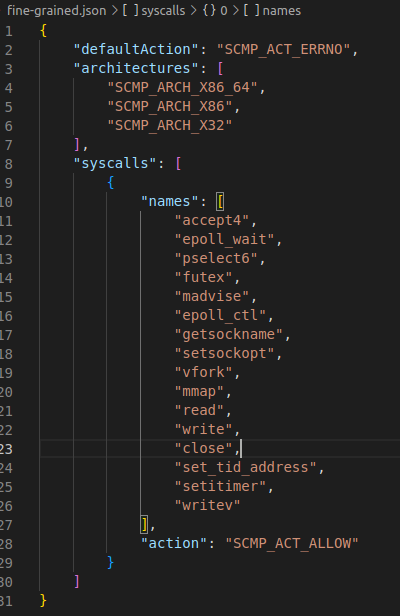 fine-grained.json > [ ] syscalls > { } 0 > [ ] names
1 {
2     "defaultAction": "SCMP_ACT_ERRNO",
3     "architectures": [
4         "SCMP_ARCH_X86_64",
5         "SCMP_ARCH_X86",
6         "SCMP_ARCH_X32"
7     ],
8     "syscalls": [
9         {
10             "names": [
11                 "accept4",
12                 "epoll_wait",
13                 "pselect6",
14                 "futex",
15                 "madvise",
16                 "epoll_ctl",
17                 "getsockname",
18                 "setsockopt",
19                 "vfork",
20                 "mmap",
21                 "read",
22                 "write",
23                 "close",
24                 "set_tid_address",
25                 "setitimer",
26                 "writev"
27             ],
28             "action": "SCMP_ACT_ALLOW"
29         }
30     ]
31 }